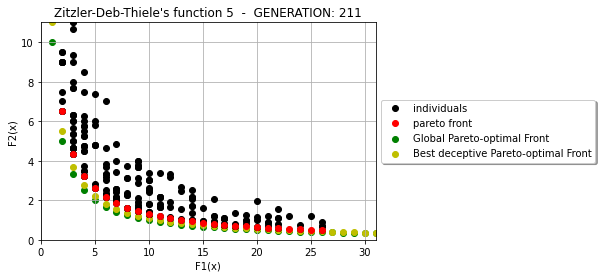 Zitzler-Deb-Thiele's function 5 - GENERATION: 211
F2(x)
10
8
6
4
2
0
0 5 10 15 20 25 30
F1(x)
individuals
pareto front
Global Pareto-optimal Front
Best deceptive Pareto-optimal Front